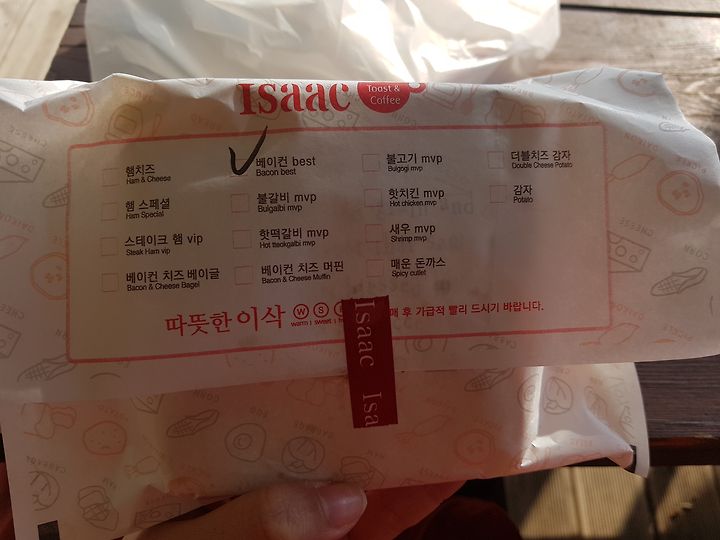 Isaac
Toast &
Coffee
햄치즈
Ham & Cheese
베이컨 best
Bacon best
불고기 mvp
Bulgogi mvp
더블치즈 감자
Double Cheese Potato
햄 스페셜
Ham Special
불갈비 mvp
Bulgalbi mvp
핫치킨 mvp
Hot chicken mvp
감자
Potato
스테이크 햄 vip
Steak Ham vip
핫떡갈비 mvp
Hot tteokgalbi mvp
새우 mvp
Shrimp mvp
베이컨 치즈 베이글
Bacon & Cheese Bagel
베이컨 치즈 머핀
Bacon & Cheese Muffin
매운 돈까스
Spicy cutlet
따뜻한 이삭 W S
warm sweet
매 후 가급적 빨리 드시기 바랍니다.
Isaac Isa